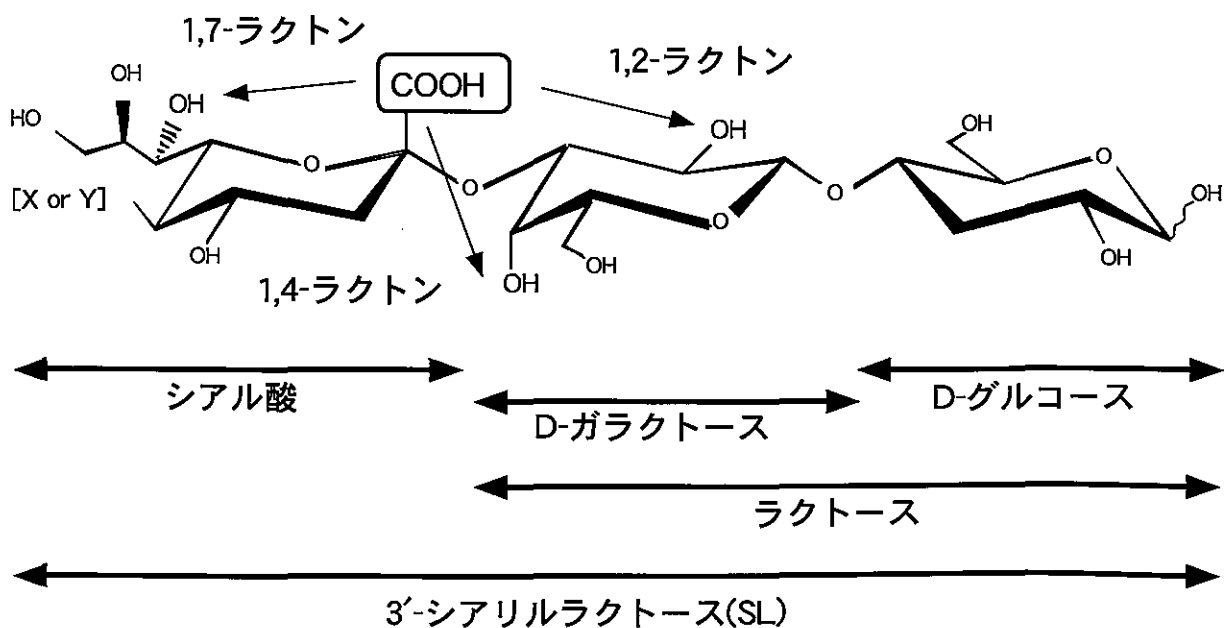 1,7-ラクトン
1,2-ラクトン
COOH
OH
OH
HO
OH
OH
O
O
O
O
OH
[X or Y]
O
OH
OH
OH
OH
OH
1,4-ラクトン
シアル酸
D-ガラクトース
D-グルコース
ラクトース
3′-シアリルラクトース(SL)